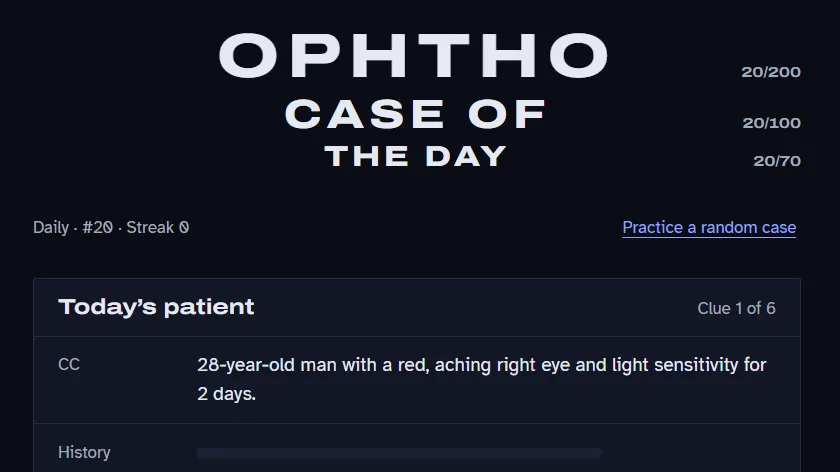 OPHTHO
20/200
CASE OF
20/100
THE DAY
20/70
Daily · #20 · Streak 0
Practice a random case
Today's patient
Clue 1 of 6
CC
28-year-old man with a red, aching right eye and light sensitivity for
2 days.
History